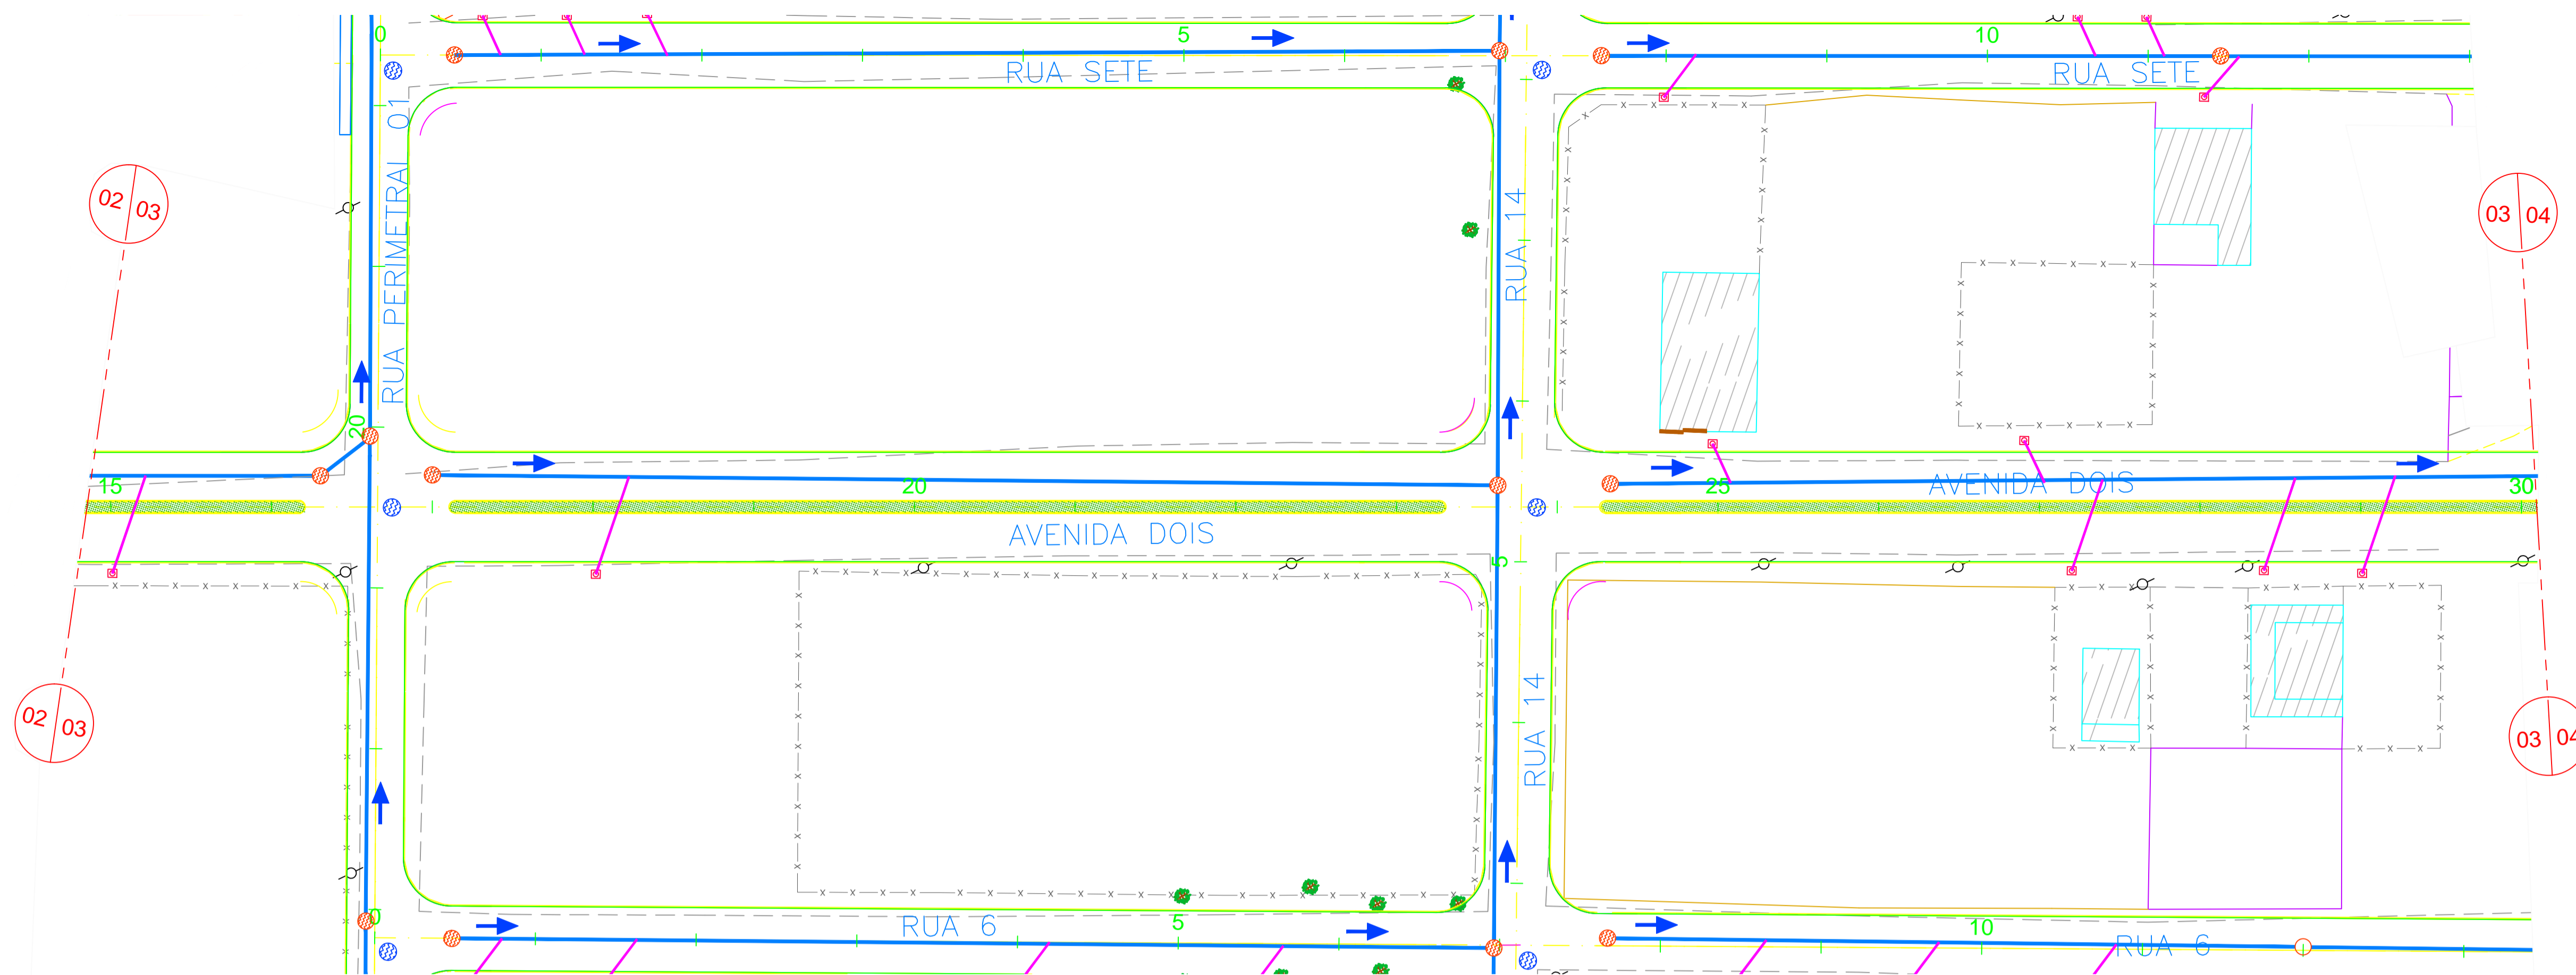 0
5
10
RUA SETE
RUA SETE
RUA PERIMETRAL 01
RUA 14
02 03
03 04
20
15
20
25
30
AVENIDA DOIS
AVENIDA DOIS
5
RUA 14
02 03
03 04
0
5
10
RUA 6
RUA 6